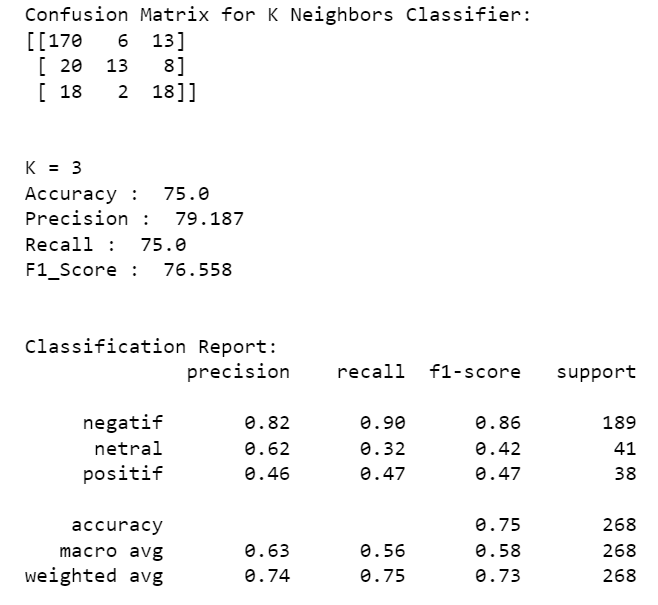 Confusion Matrix for K Neighbors Classifier:
[[170   6  13]
 [ 20  13   8]
 [ 18   2  18]]
K = 3
Accuracy :  75.0
Precision :  79.187
Recall :  75.0
F1_Score :  76.558
Classification Report:
precision    recall  f1-score   support
negatif       0.82      0.90      0.86       189
netral       0.62      0.32      0.42        41
positif       0.46      0.47      0.47        38
accuracy                           0.75       268
macro avg       0.63      0.56      0.58       268
weighted avg       0.74      0.75      0.73       268